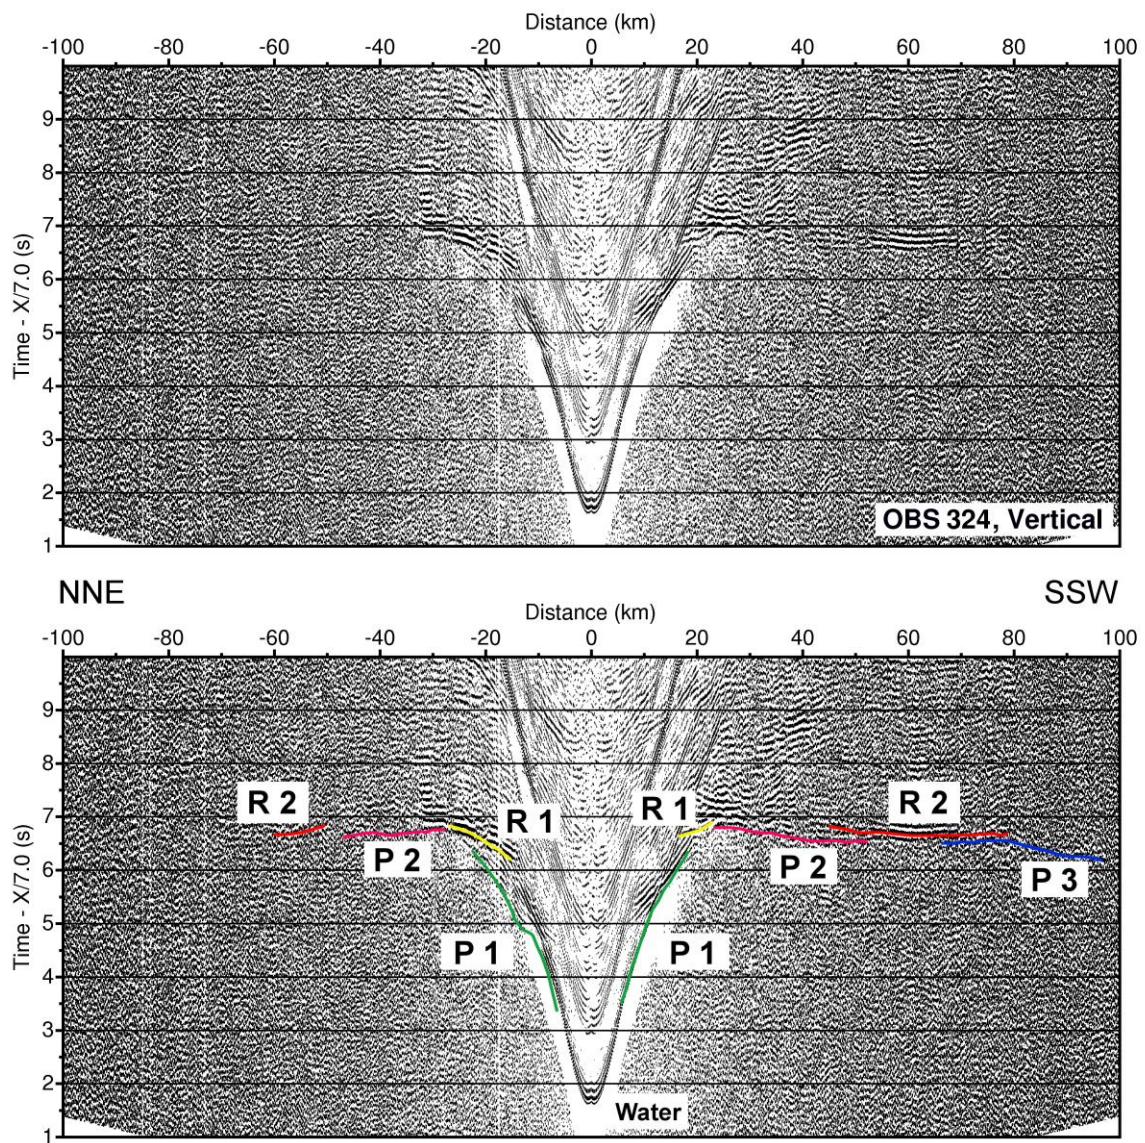 Distance (km)
-100 -80 -60 -40 -20 0 20 40 60 80 100
9
8
7
6
5
4
3
2
1
Time - X/7.0 (s)
OBS 324, Vertical
NNE SSW
Distance (km)
-100 -80 -60 -40 -20 0 20 40 60 80 100
9
8
7
6
5
4
3
2
1
Time - X/7.0 (s)
R 2 R 1 R 1 R 2
P 2 P 2 P 3
P 1 P 1
Water